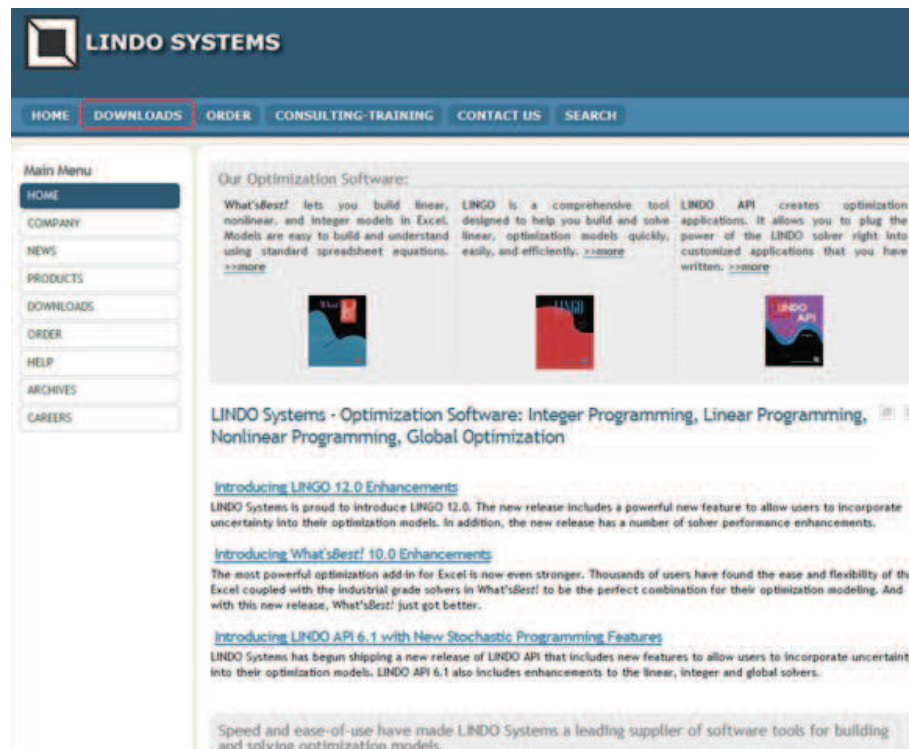 LINDO SYSTEMS
HOME DOWNLOADS ORDER CONSULTING-TRAINING CONTACT US SEARCH
Main Menu
HOME
COMPANY
NEWS
PRODUCTS
DOWNLOADS
ORDER
HELP
ARCHIVES
CAREERS
Our Optimization Software:
What'sBest! lets you build linear,
nonlinear, and integer models in Excel.
Models are easy to build and understand
using standard spreadsheet equations.
>>more
LINGO is a comprehensive tool
designed to help you build and solve
linear, optimization models quickly,
easily, and efficiently. >>more
LINDO API creates optimization
applications. It allows you to plug the
power of the LINDO solver right into
customized applications that you have
written. >>more
What's
LINGO
LINDO
API
LINDO Systems - Optimization Software: Integer Programming, Linear Programming,
Nonlinear Programming, Global Optimization
Introducing LINGO 12.0 Enhancements
LINDO Systems is proud to introduce LINGO 12.0. The new release includes a powerful new feature to allow users to incorporate
uncertainty into their optimization models. In addition, the new release has a number of solver performance enhancements.
Introducing What'sBest! 10.0 Enhancements
The most powerful optimization add-in for Excel is now even stronger. Thousands of users have found the ease and flexibility of the
Excel coupled with the industrial grade solvers in What'sBest! to be the perfect combination for their optimization modeling. And
with this new release, What'sBest! just got better.
Introducing LINDO API 6.1 with New Stochastic Programming Features
LINDO Systems has begun shipping a new release of LINDO API that includes new features to allow users to incorporate uncertaint
into their optimization models. LINDO API 6.1 also includes enhancements to the linear, integer and global solvers.
Speed and ease-of-use have made LINDO Systems a leading supplier of software tools for building
and solving optimization models.